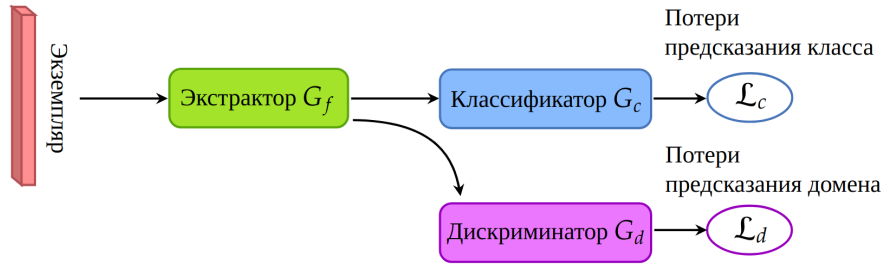 Экземпляр
Экстрактор G_f
Классификатор G_c
Потери
предсказания класса
𝔏_c
Дискриминатор G_d
Потери
предсказания домена
𝔏_d